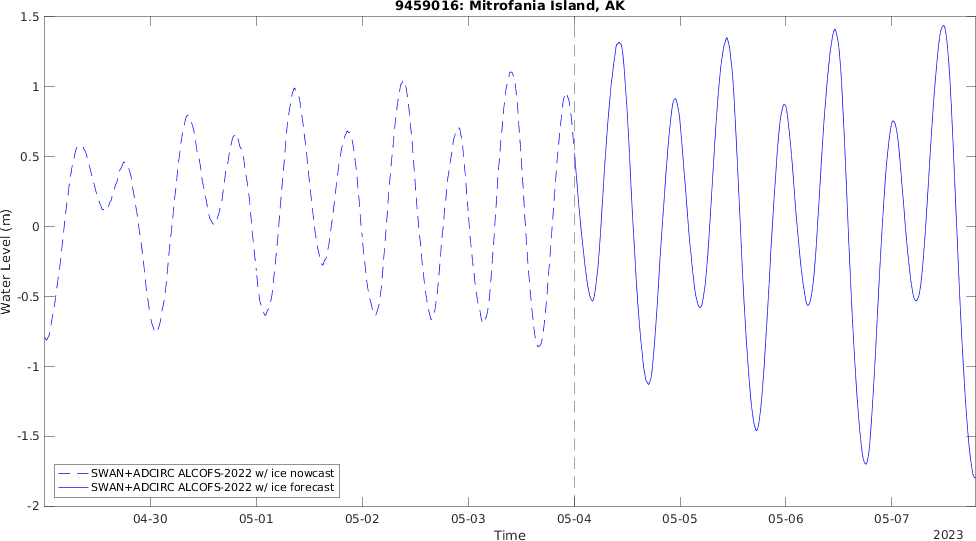 9459016: Mitrofania Island, AK
1.5
1
0.5
0
-0.5
-1
-1.5
-2
Water Level (m)
SWAN+ADCIRC ALCOFS-2022 w/ ice nowcast
SWAN+ADCIRC ALCOFS-2022 w/ ice forecast
04-30 05-01 05-02 05-03 05-04 05-05 05-06 05-07
Time
2023